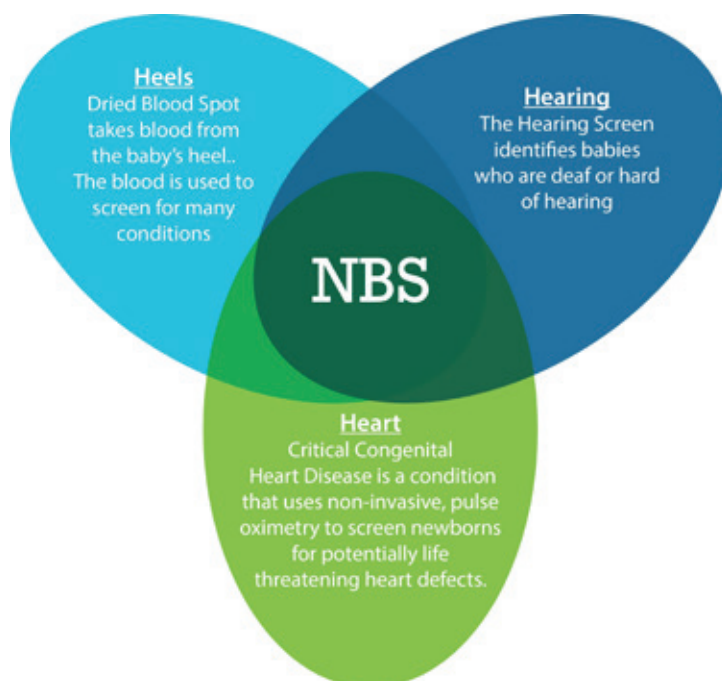 Heels
Dried Blood Spot
takes blood from
the baby's heel..
The blood is used to
screen for many
conditions
Hearing
The Hearing Screen
identifies babies
who are deaf or hard
of hearing
NBS
Heart
Critical Congenital
Heart Disease is a condition
that uses non-invasive, pulse
oximetry to screen newborns
for potentially life
threatening heart defects.